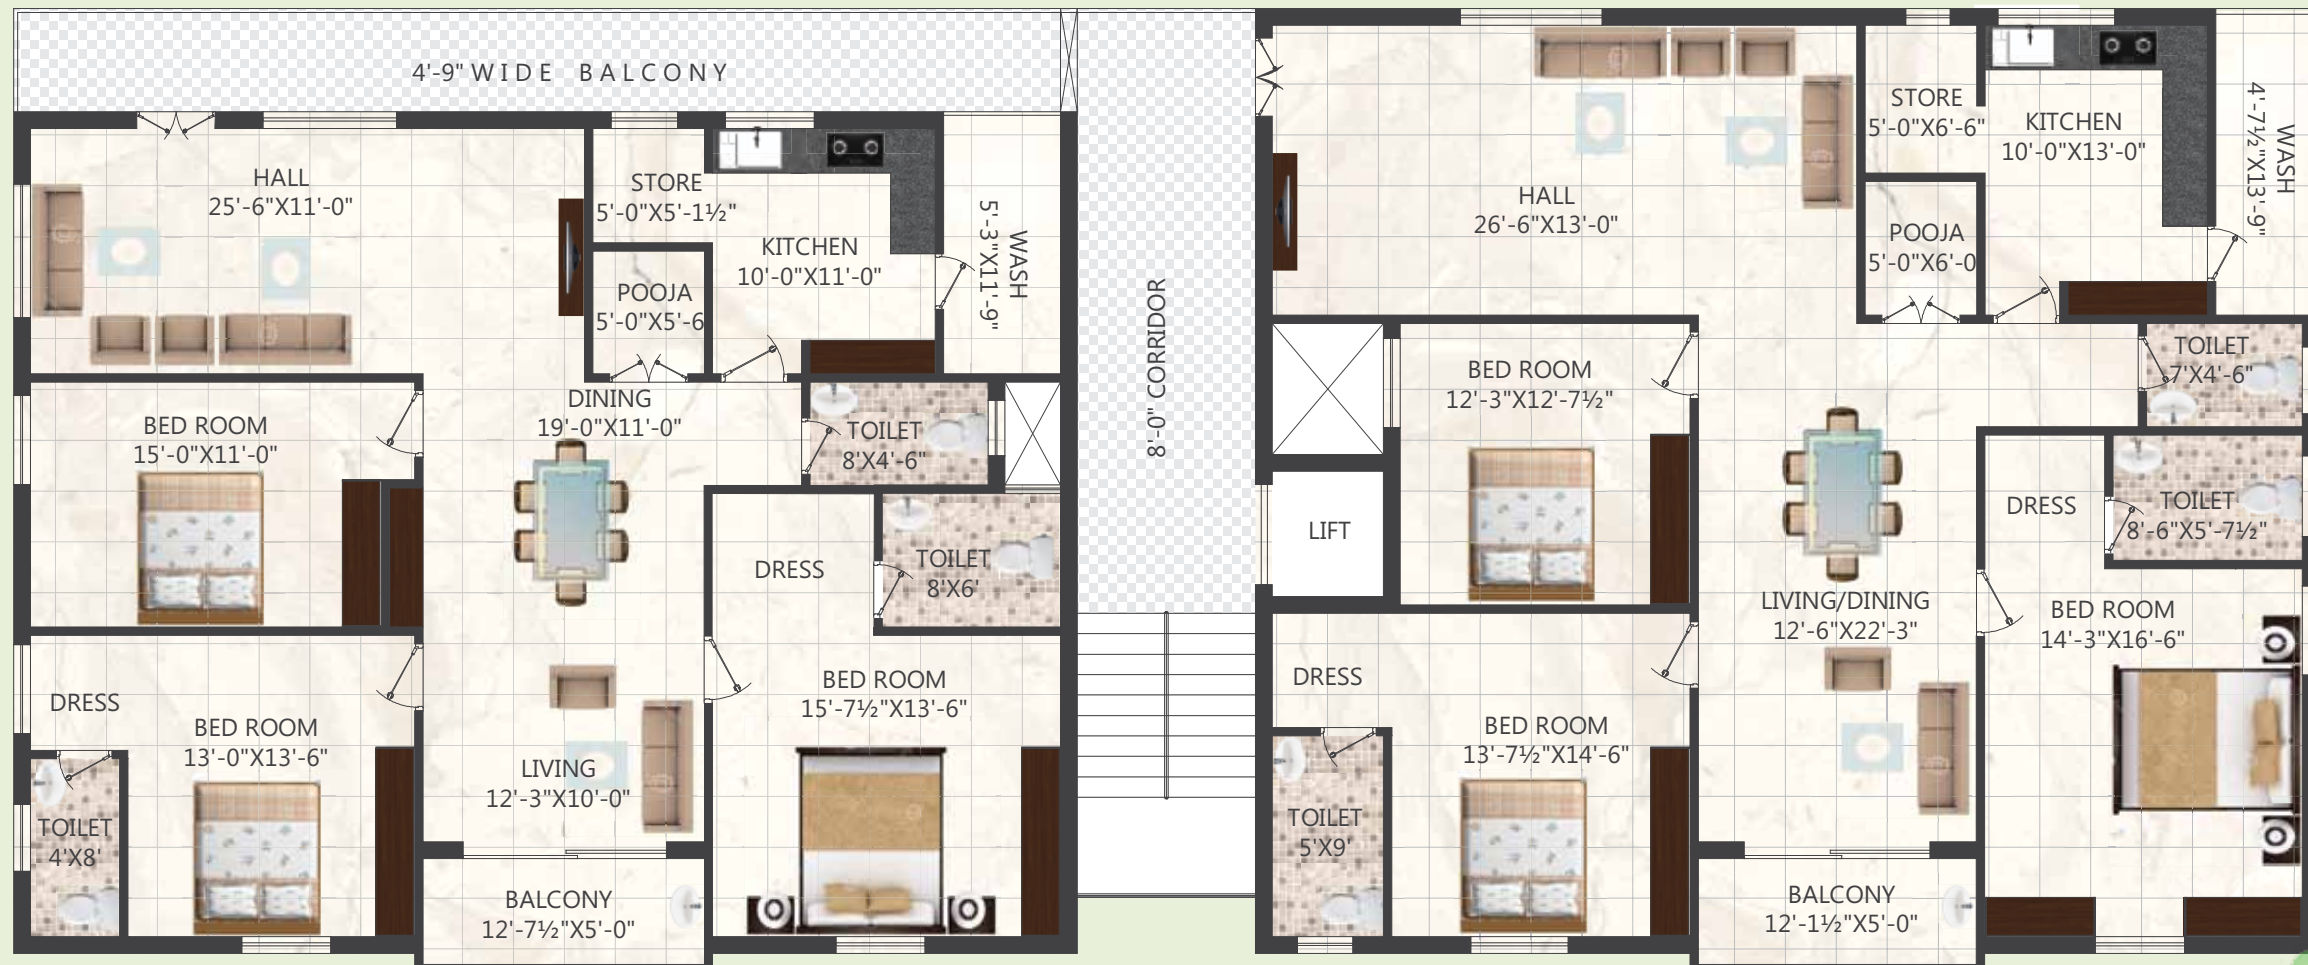 4'-9" WIDE BALCONY
HALL
25'-6"X11'-0"
STORE
5'-0"X5'-1½"
KITCHEN
10'-0"X11'-0"
WASH
5'-3"X11'-9"
POOJA
5'-0"X5'-6
DINING
19'-0"X11'-0"
BED ROOM
15'-0"X11'-0"
TOILET
8'X4'-6"
DRESS
TOILET
8'X6'
DRESS
BED ROOM
13'-0"X13'-6"
TOILET
4'X8'
LIVING
12'-3"X10'-0"
BED ROOM
15'-7½"X13'-6"
BALCONY
12'-7½"X5'-0"
8'-0" CORRIDOR
HALL
26'-6"X13'-0"
STORE
5'-0"X6'-6"
KITCHEN
10'-0"X13'-0"
WASH
4'-7½"X13'-9"
POOJA
5'-0"X6'-0
BED ROOM
12'-3"X12'-7½"
TOILET
7'X4'-6"
LIFT
DRESS
TOILET
8'-6"X5'-7½"
LIVING/DINING
12'-6"X22'-3"
BED ROOM
14'-3"X16'-6"
DRESS
BED ROOM
13'-7½"X14'-6"
TOILET
5'X9'
BALCONY
12'-1½"X5'-0"